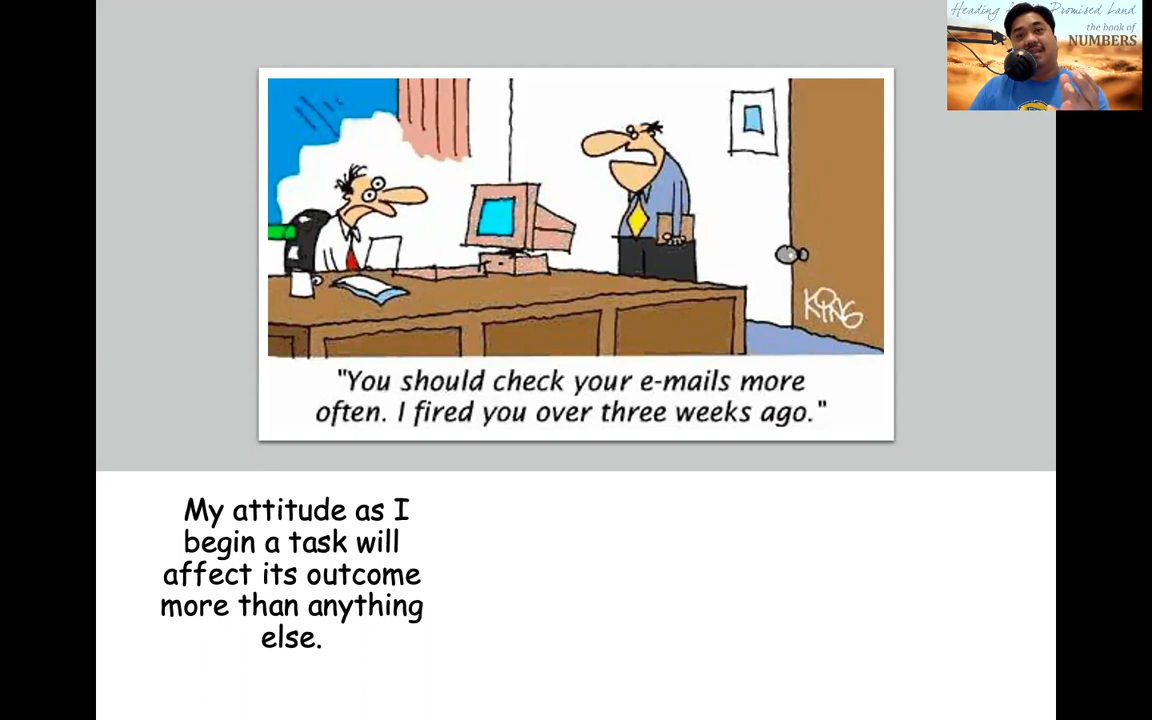 Heading Promised Land
the book of
NUMBERS
KING
"You should check your e-mails more
often. I fired you over three weeks ago."
My attitude as I
begin a task will
affect its outcome
more than anything
else.